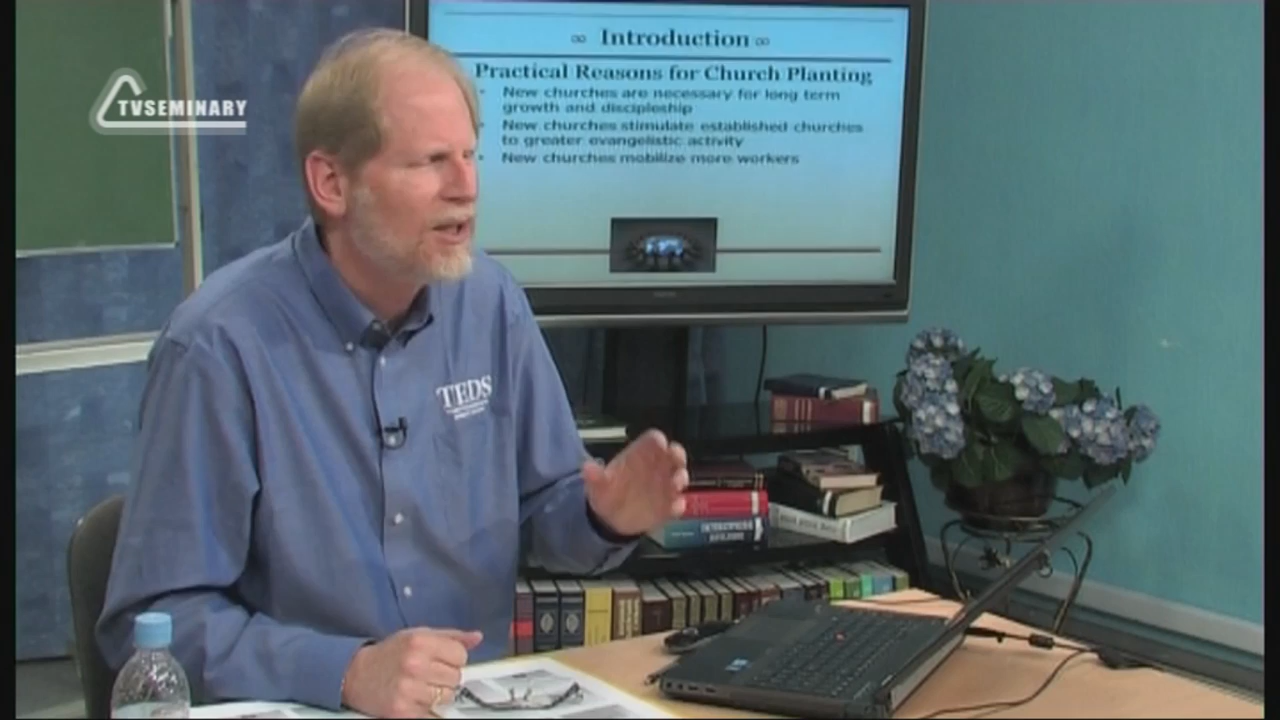 TVSEMINARY
∞ Introduction ∞
Practical Reasons for Church Planting
New churches are necessary for long term
growth and discipleship
New churches stimulate established churches
to greater evangelistic activity
New churches mobilize more workers
TEDS